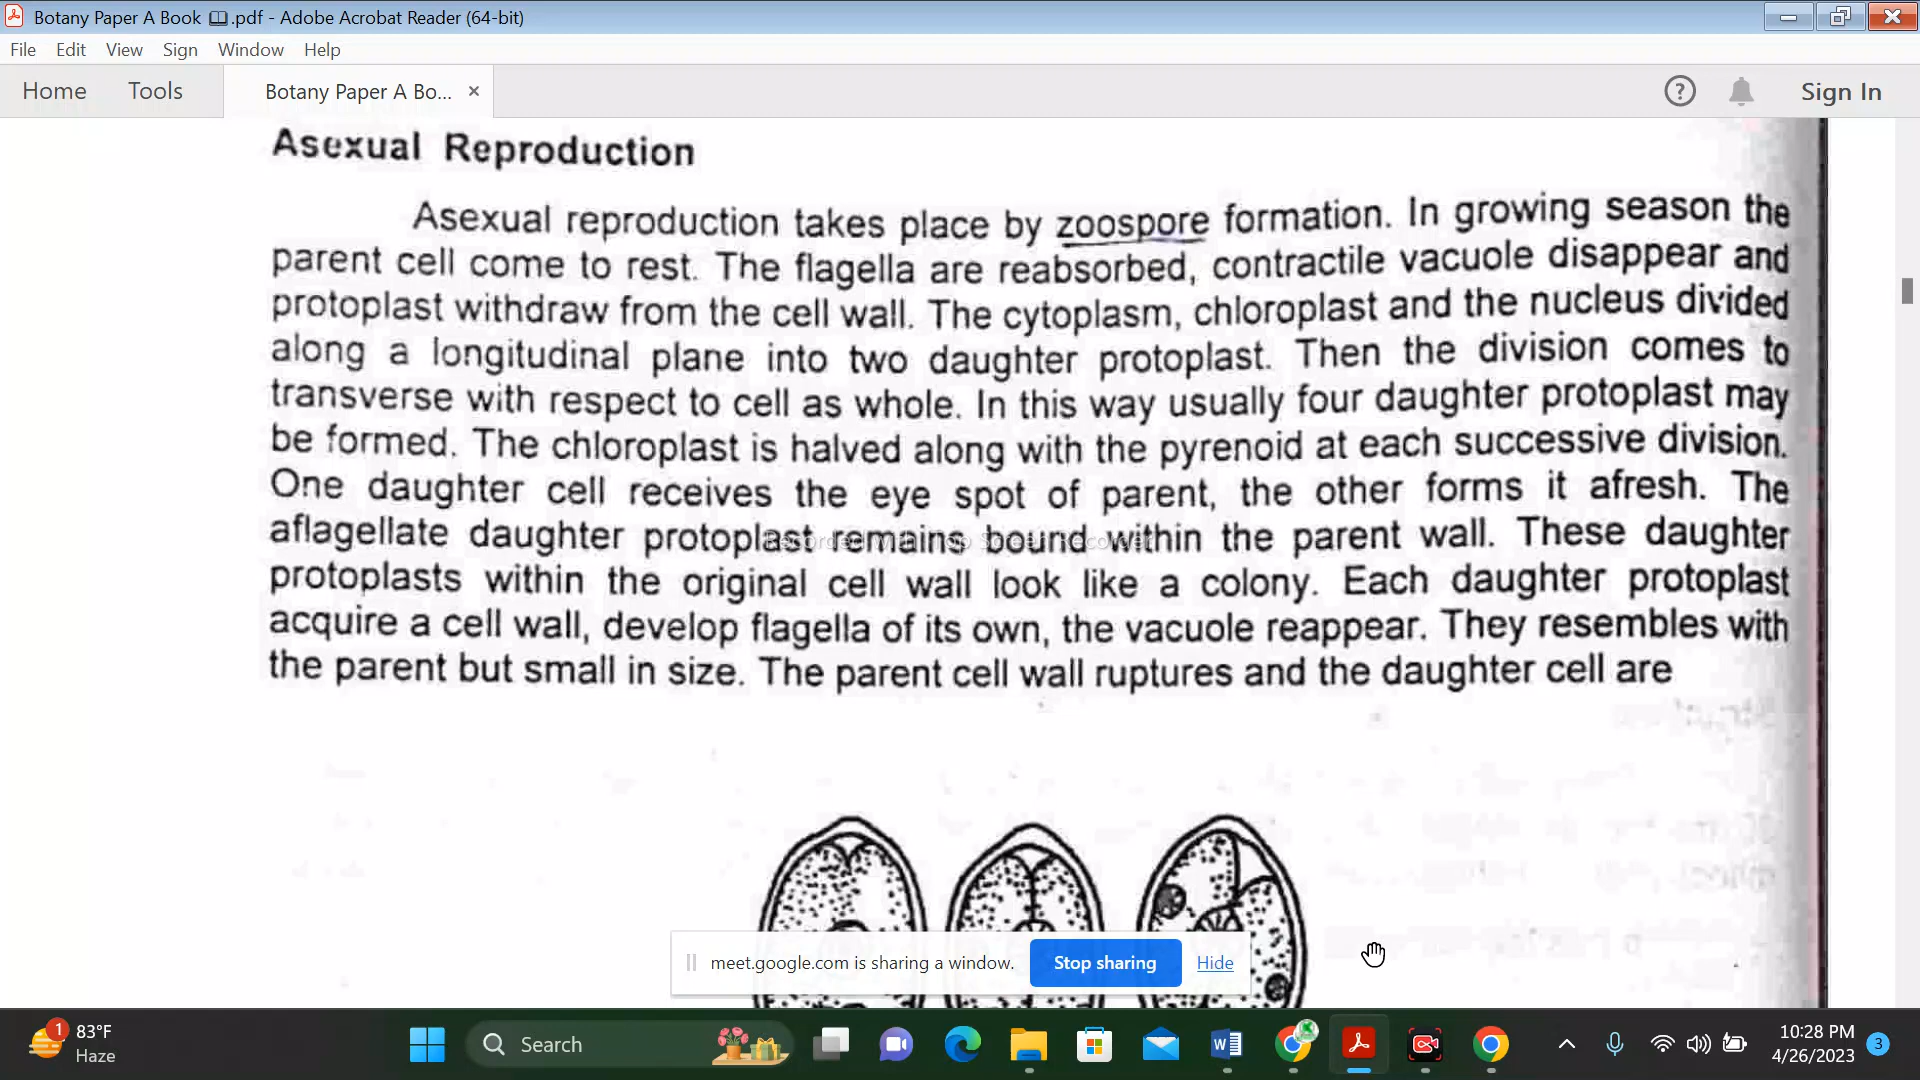 Botany Paper A Book 📖.pdf - Adobe Acrobat Reader (64-bit)
File Edit View Sign Window Help
Home Tools Botany Paper A Bo... × ? Sign In
Asexual Reproduction
Asexual reproduction takes place by zoospore formation. In growing season the
parent cell come to rest. The flagella are reabsorbed, contractile vacuole disappear and
protoplast withdraw from the cell wall. The cytoplasm, chloroplast and the nucleus divided
along a longitudinal plane into two daughter protoplast. Then the division comes to
transverse with respect to cell as whole. In this way usually four daughter protoplast may
be formed. The chloroplast is halved along with the pyrenoid at each successive division.
One daughter cell receives the eye spot of parent, the other forms it afresh. The
aflagellate daughter protoplast remains bound within the parent wall. These daughter
Recorded with iTop Screen Recorder
protoplasts within the original cell wall look like a colony. Each daughter protoplast
acquire a cell wall, develop flagella of its own, the vacuole reappear. They resembles with
the parent but small in size. The parent cell wall ruptures and the daughter cell are
meet.google.com is sharing a window. Stop sharing Hide
1 83°F
Haze
Search
10:28 PM
4/26/2023
3